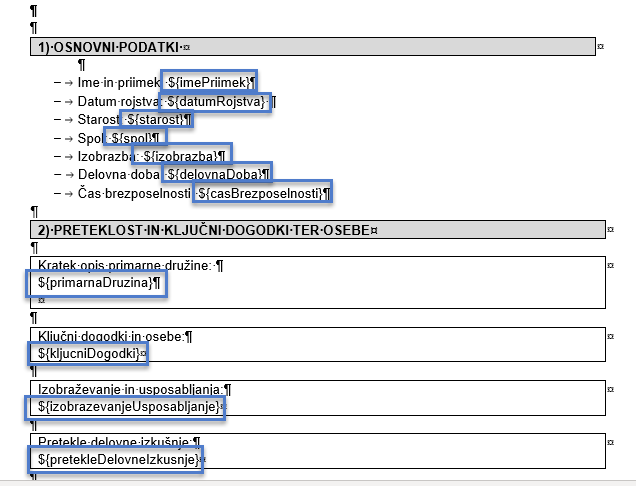 1) OSNOVNI PODATKI
– Ime in priimek: ${imePriimek}
– Datum rojstva: ${datumRojstva}
– Starost: ${starost}
– Spol: ${spol}
– Izobrazba: ${izobrazba}
– Delovna doba: ${delovnaDoba}
– Čas brezposelnosti: ${casBrezposelnosti}
2) PRETEKLOST IN KLJUČNI DOGODKI TER OSEBE
Kratek opis primarne družine:
${primarnaDruzina}
Ključni dogodki in osebe:
${kljucniDogodki}
Izobraževanje in usposabljanja:
${izobrazevanjeUsposabljanje}
Pretekle delovne izkušnje:
${pretekleDelovneIzkusnje}